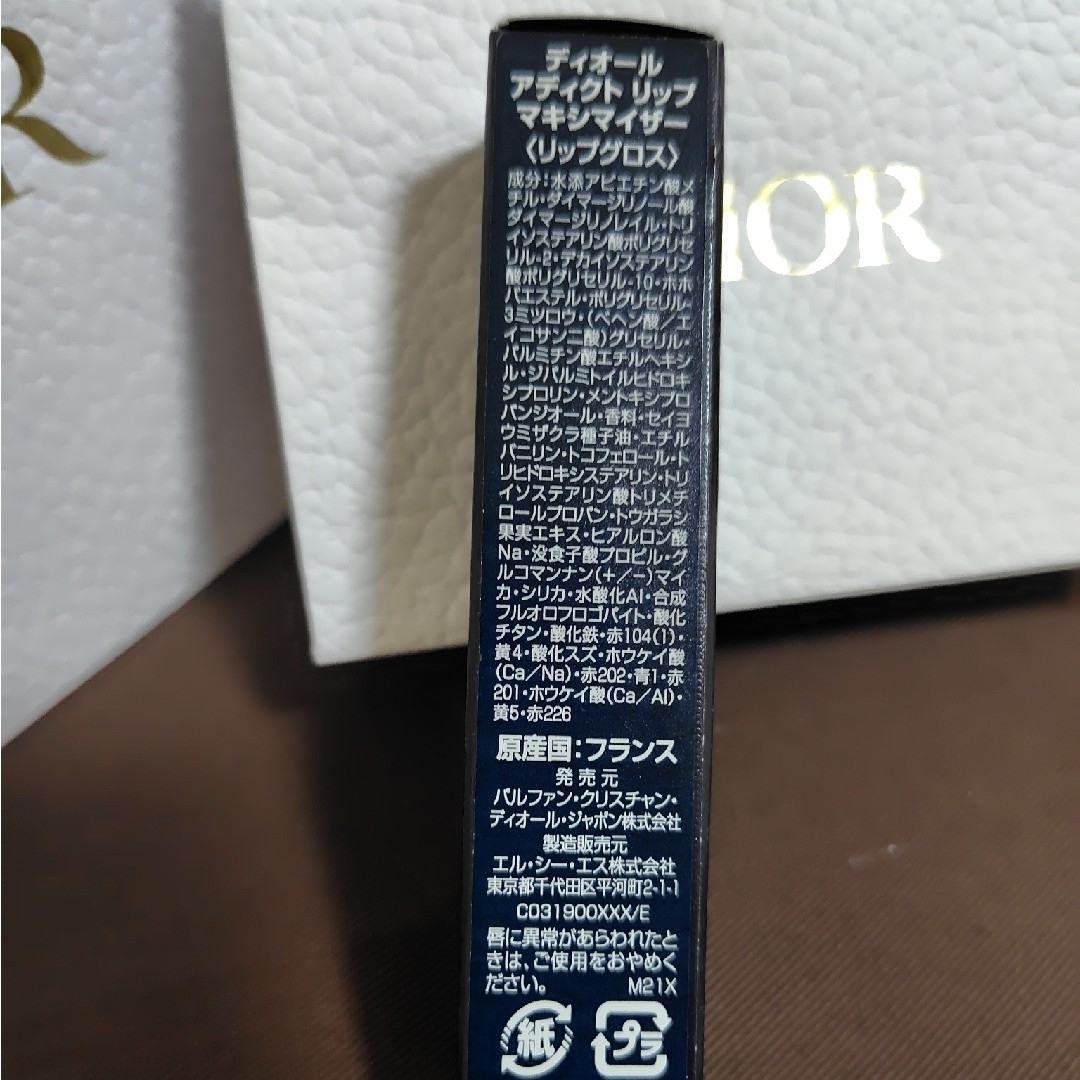 ディオール
アディクト リップ
マキシマイザー
〈リップグロス〉
成分:水添アビエチン酸メ
チル・ダイマージリノール酸
ダイマージリノレイル・トリ
イソステアリン酸ポリグリセ
リル-2・デカイソステアリン
酸ポリグリセリル-10・ホホ
バエステル・ポリグリセリル-
3ミツロウ・(ベヘン酸/エ
イコサン二酸)グリセリル・
パルミチン酸エチルヘキシ
ル・ジパルミトイルヒドロキ
シプロリン・メントキシプロ
パンジオール・香料・セイヨ
ウミザクラ種子油・エチル
バニリン・トコフェロール・ト
リヒドロキシステアリン・トリ
イソステアリン酸トリメチ
ロールプロパン・トウガラシ
果実エキス・ヒアルロン酸
Na・没食子酸プロピル・グ
ルコマンナン(+/-)マイ
カ・シリカ・水酸化Al・合成
フルオロフロゴパイト・酸化
チタン・酸化鉄・赤104(1)・
黄4・酸化スズ・ホウケイ酸
(Ca/Na)・赤202・青1・赤
201・ホウケイ酸(Ca/Al)・
黄5・赤226
原産国:フランス
発売元
パルファン・クリスチャン・
ディオール・ジャポン株式会社
製造販売元
エル・シー・エス株式会社
東京都千代田区平河町2-1-1
C031900XXX/E
唇に異常があらわれたと
きは、ご使用をおやめく
ださい。 M21X
紙 プラ
IOR
R